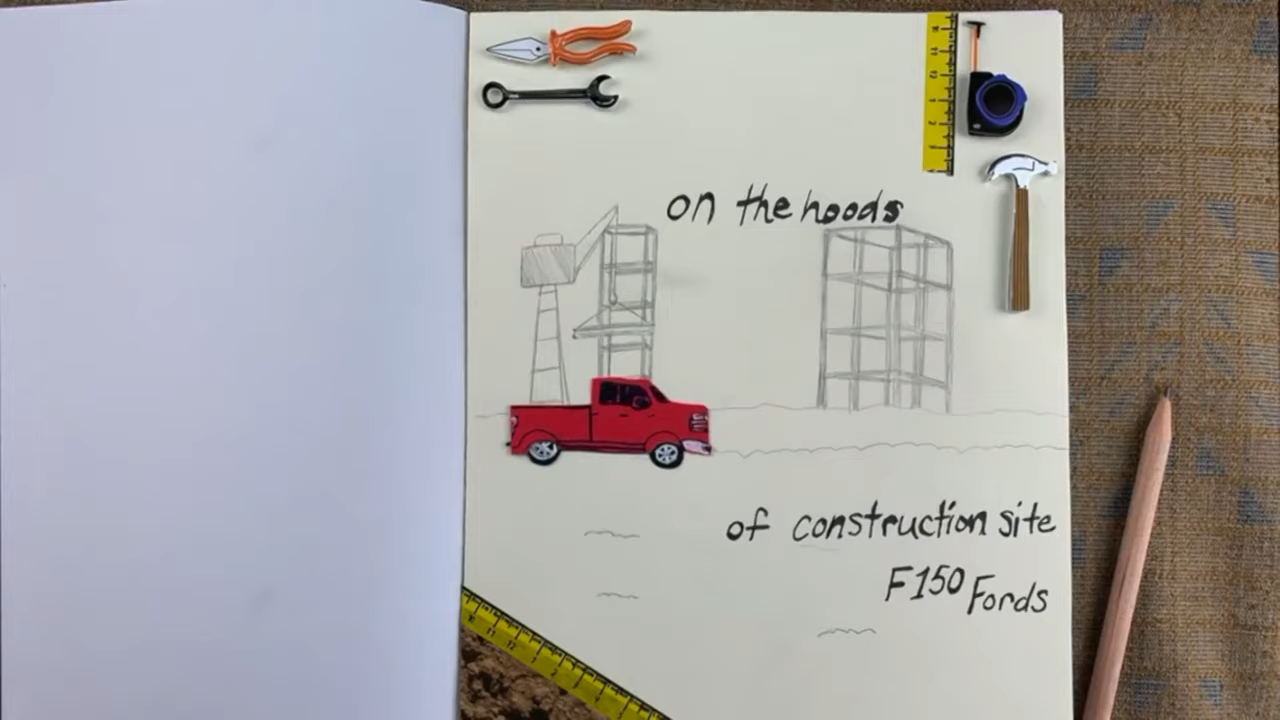 on the hoods
of construction site
F150 Fords